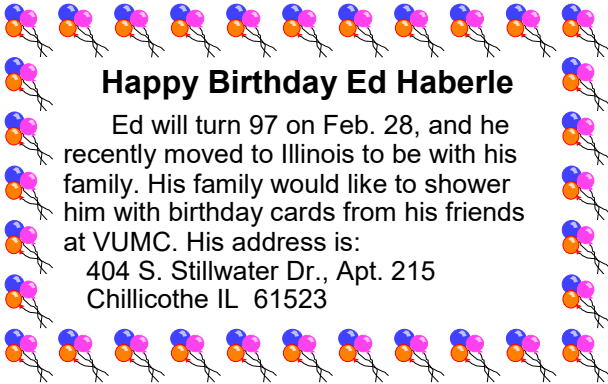 Happy Birthday Ed Haberle
Ed will turn 97 on Feb. 28, and he
recently moved to Illinois to be with his
family. His family would like to shower
him with birthday cards from his friends
at VUMC. His address is:
404 S. Stillwater Dr., Apt. 215
Chillicothe IL  61523